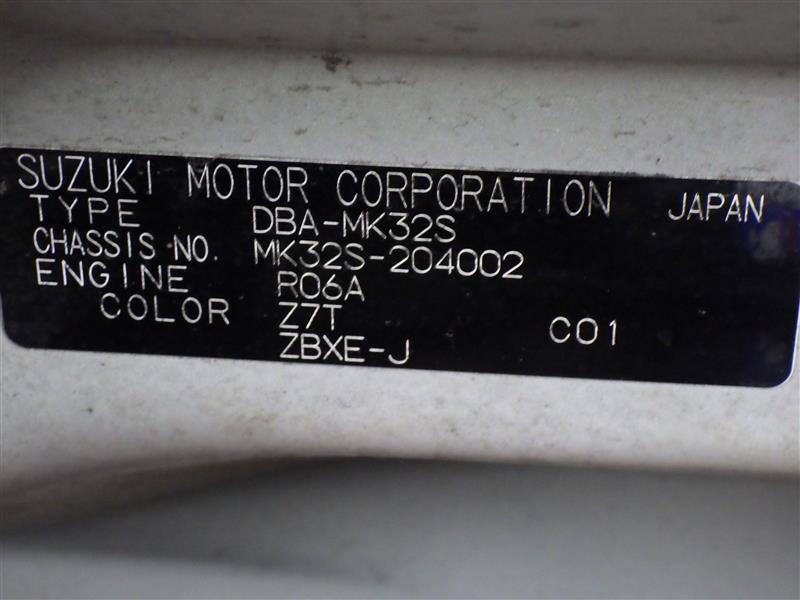 SUZUKI MOTOR CORPORATION JAPAN
TYPE DBA-MK32S
CHASSIS NO. MK32S-204002
ENGINE R06A
COLOR Z7T C01
ZBXE-J